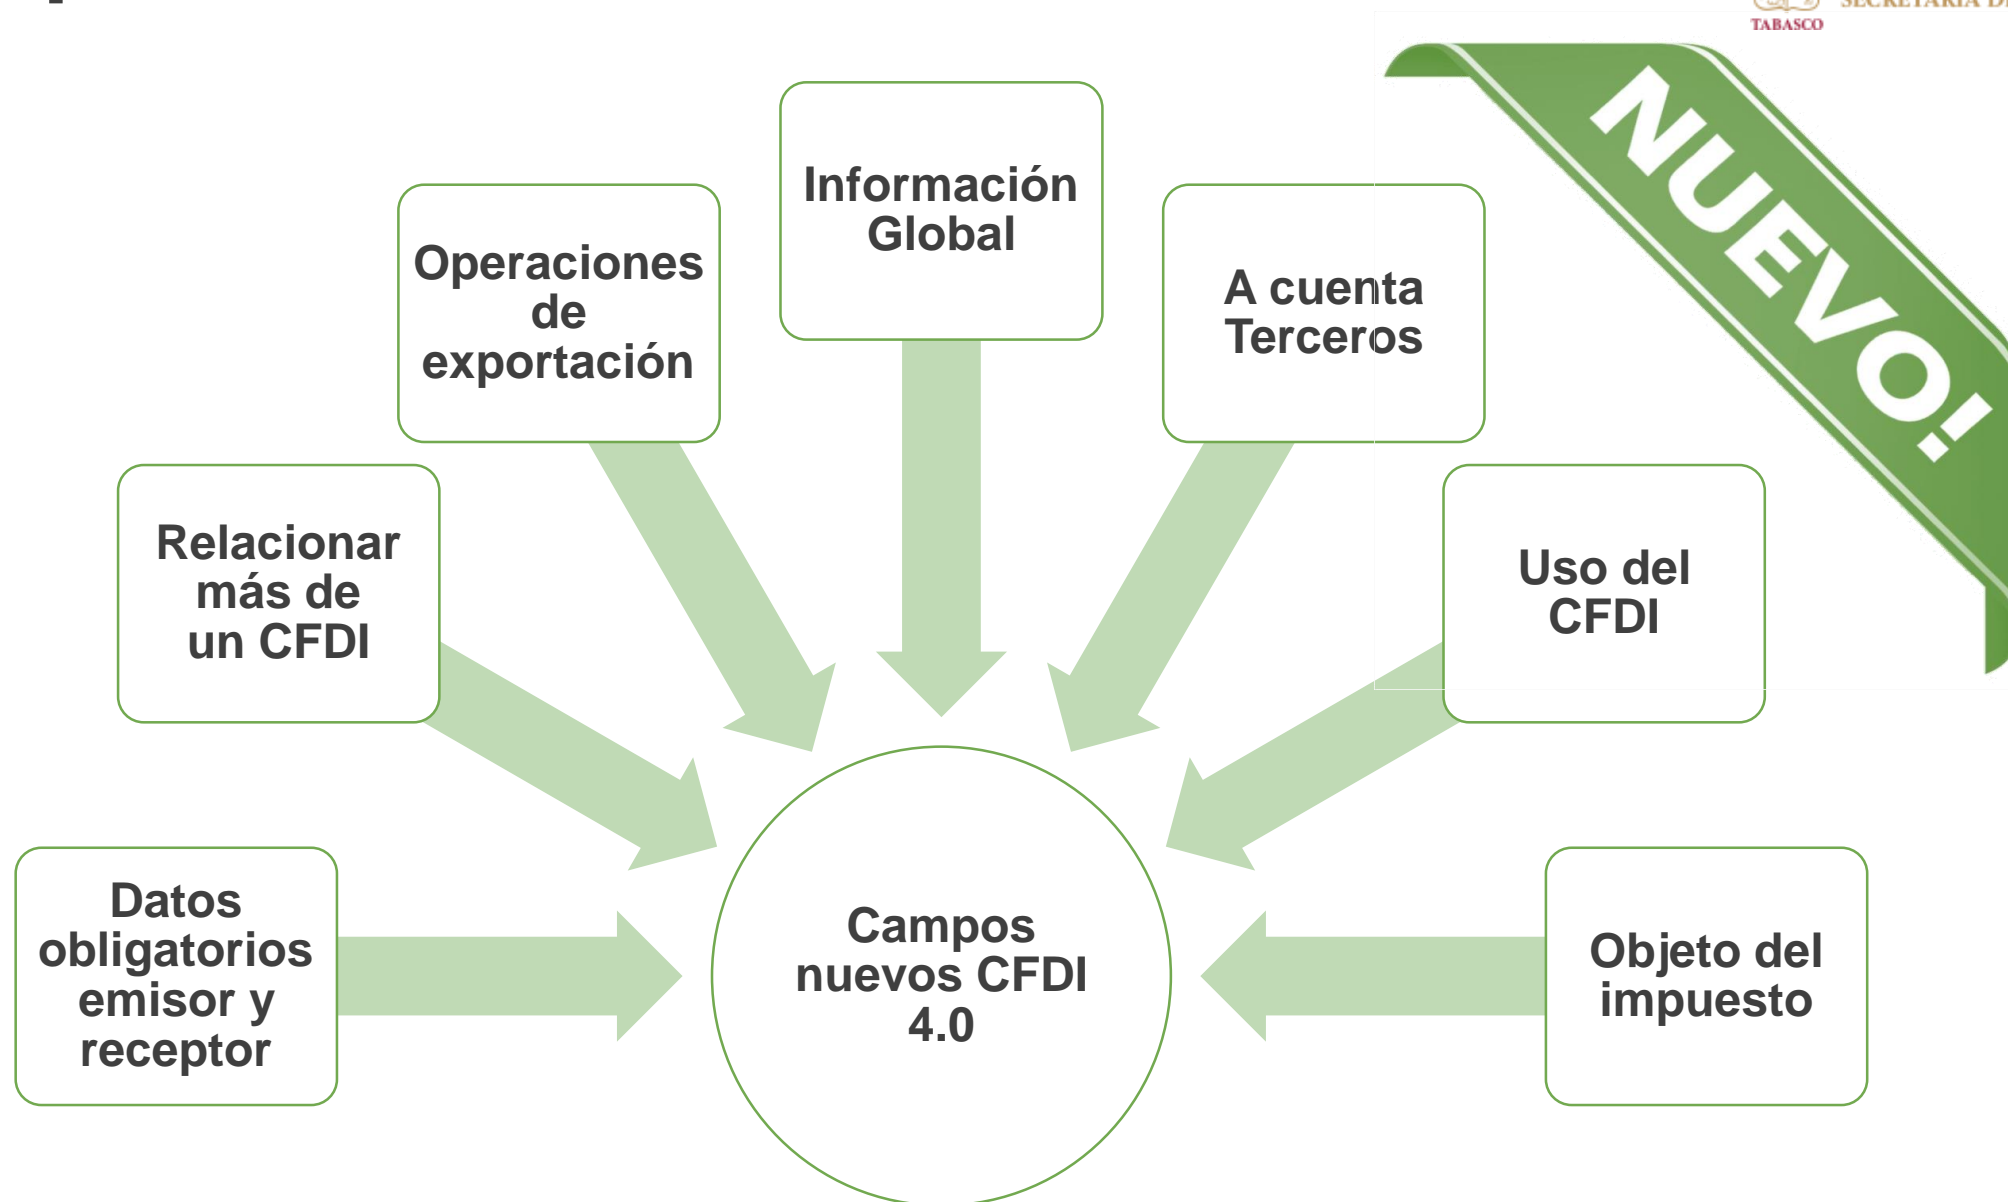 TABASCO
NUEVO!
Información
Global
Operaciones
de
exportación
A cuenta
Terceros
Relacionar
más de
un CFDI
Uso del
CFDI
Datos
obligatorios
emisor y
receptor
Campos
nuevos CFDI
4.0
Objeto del
impuesto